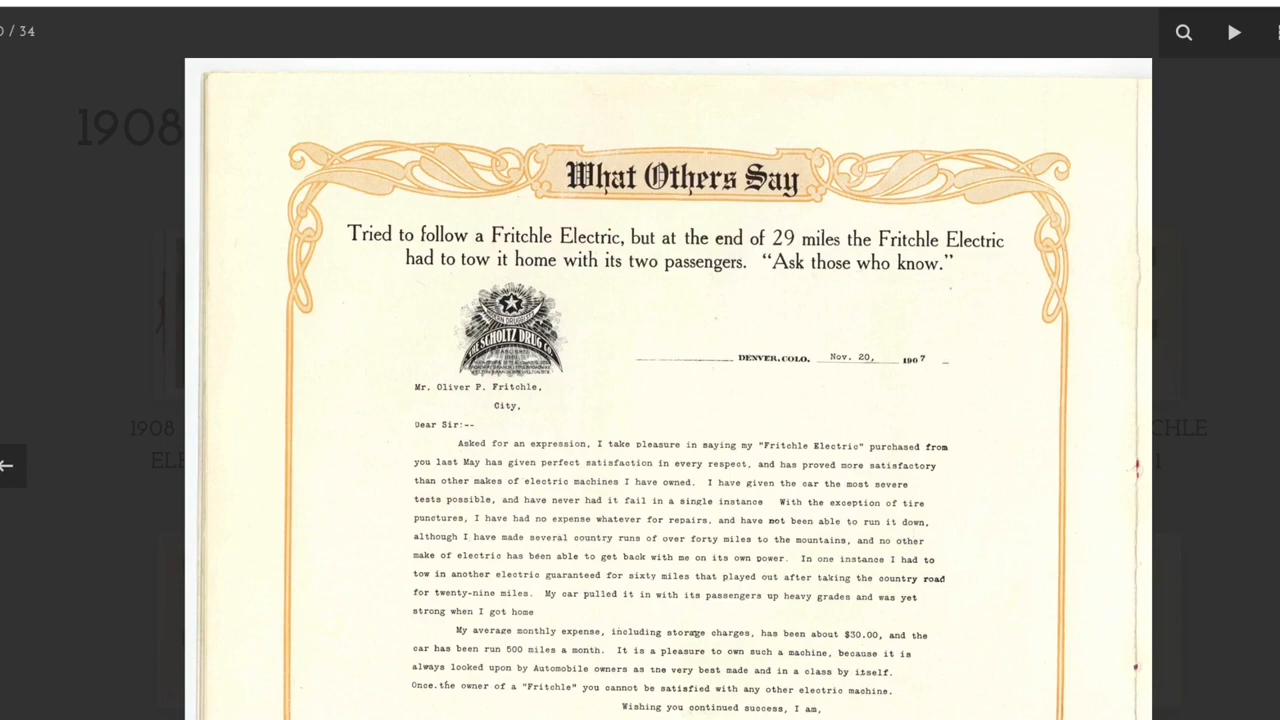 / 34
1908
What Others Say
Tried to follow a Fritchle Electric, but at the end of 29 miles the Fritchle Electric
had to tow it home with its two passengers. "Ask those who know."
THE SCHOLTZ DRUG CO
DENVER, COLO. Nov. 20, 1907
Mr. Oliver P. Fritchle,
City,
Dear Sir:--
Asked for an expression, I take pleasure in saying my "Fritchle Electric" purchased from
you last May has given perfect satisfaction in every respect, and has proved more satisfactory
than other makes of electric machines I have owned. I have given the car the most severe
tests possible, and have never had it fail in a single instance With the exception of tire
punctures, I have had no expense whatever for repairs, and have not been able to run it down,
although I have made several country runs of over forty miles to the mountains, and no other
make of electric has been able to get back with me on its own power. In one instance I had to
tow in another electric guaranteed for sixty miles that played out after taking the country road
for twenty-nine miles. My car pulled it in with its passengers up heavy grades and was yet
strong when I got home
My average monthly expense, including storage charges, has been about $30.00, and the
car has been run 500 miles a month. It is a pleasure to own such a machine, because it is
always looked upon by Automobile owners as the very best made and in a class by itself.
Once.the owner of a "Fritchle" you cannot be satisfied with any other electric machine.
Wishing you continued success, I am,
1908
CHLE
ELE
1